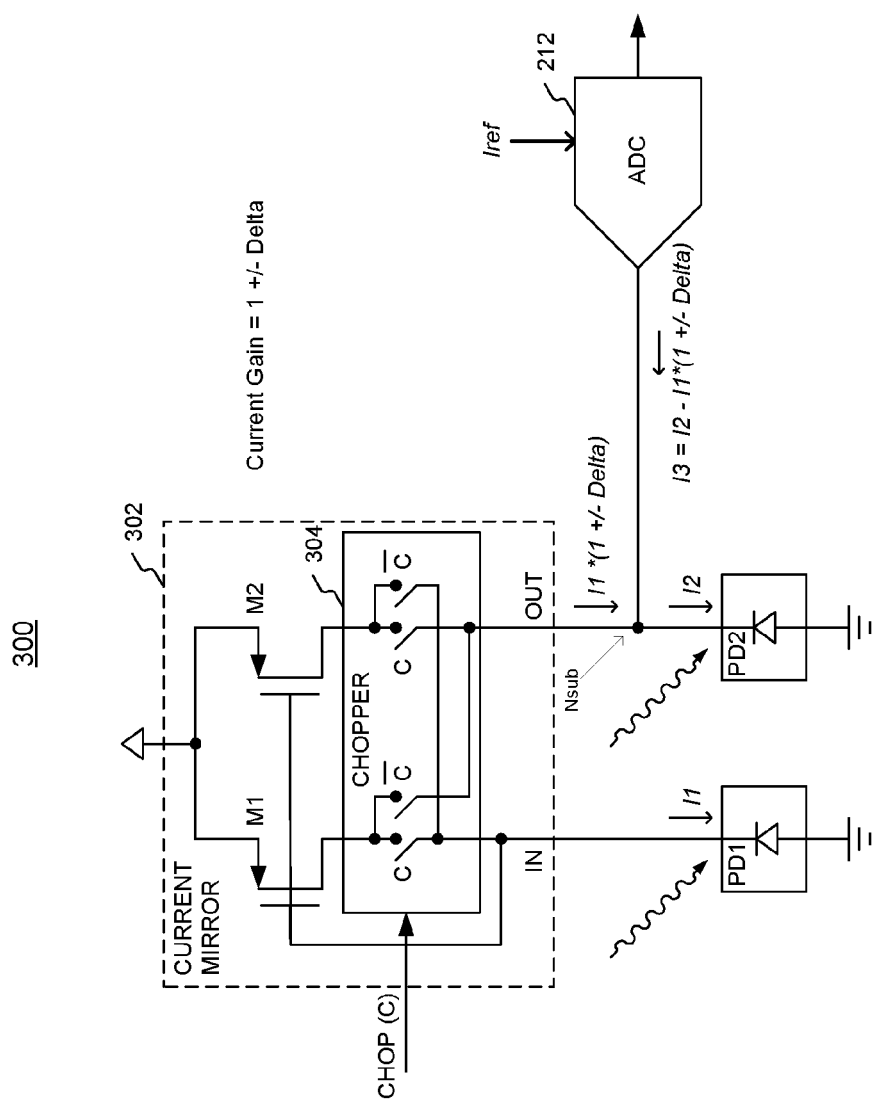 300
302
CURRENT
MIRROR
M1
M2
Current Gain = 1 +/- Delta
304
CHOPPER
C
C
C
C
CHOP (C)
IN
OUT
Nsub
I1 *(1 +/- Delta)
I1
I2
I3 = I2 - I1*(1 +/- Delta)
Iref
212
ADC
PD1
PD2